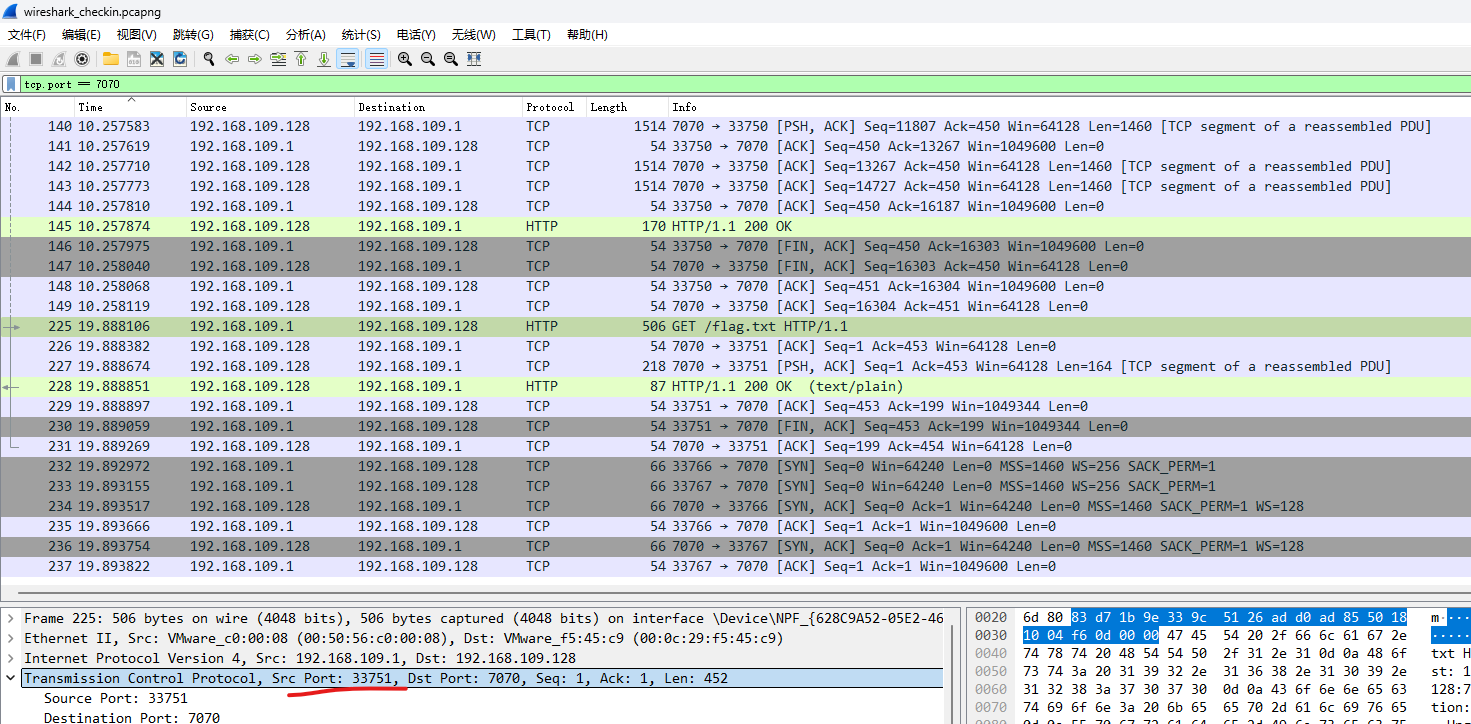 wireshark_checkin.pcapng
文件(F) 编辑(E) 视图(V) 跳转(G) 捕获(C) 分析(A) 统计(S) 电话(Y) 无线(W) 工具(T) 帮助(H)
tcp.port == 7070
No. Time Source Destination Protocol Length Info
140 10.257583 192.168.109.128 192.168.109.1 TCP 1514 7070 → 33750 [PSH, ACK] Seq=11807 Ack=450 Win=64128 Len=1460 [TCP segment of a reassembled PDU]
141 10.257619 192.168.109.1 192.168.109.128 TCP 54 33750 → 7070 [ACK] Seq=450 Ack=13267 Win=1049600 Len=0
142 10.257710 192.168.109.128 192.168.109.1 TCP 1514 7070 → 33750 [ACK] Seq=13267 Ack=450 Win=64128 Len=1460 [TCP segment of a reassembled PDU]
143 10.257773 192.168.109.128 192.168.109.1 TCP 1514 7070 → 33750 [ACK] Seq=14727 Ack=450 Win=64128 Len=1460 [TCP segment of a reassembled PDU]
144 10.257810 192.168.109.1 192.168.109.128 TCP 54 33750 → 7070 [ACK] Seq=450 Ack=16187 Win=1049600 Len=0
145 10.257874 192.168.109.128 192.168.109.1 HTTP 170 HTTP/1.1 200 OK
146 10.257975 192.168.109.1 192.168.109.128 TCP 54 33750 → 7070 [FIN, ACK] Seq=450 Ack=16303 Win=1049600 Len=0
147 10.258040 192.168.109.128 192.168.109.1 TCP 54 7070 → 33750 [FIN, ACK] Seq=16303 Ack=450 Win=64128 Len=0
148 10.258068 192.168.109.1 192.168.109.128 TCP 54 33750 → 7070 [ACK] Seq=451 Ack=16304 Win=1049600 Len=0
149 10.258119 192.168.109.128 192.168.109.1 TCP 54 7070 → 33750 [ACK] Seq=16304 Ack=451 Win=64128 Len=0
225 19.888106 192.168.109.1 192.168.109.128 HTTP 506 GET /flag.txt HTTP/1.1
226 19.888382 192.168.109.128 192.168.109.1 TCP 54 7070 → 33751 [ACK] Seq=1 Ack=453 Win=64128 Len=0
227 19.888674 192.168.109.128 192.168.109.1 TCP 218 7070 → 33751 [PSH, ACK] Seq=1 Ack=453 Win=64128 Len=164 [TCP segment of a reassembled PDU]
228 19.888851 192.168.109.128 192.168.109.1 HTTP 87 HTTP/1.1 200 OK (text/plain)
229 19.888897 192.168.109.1 192.168.109.128 TCP 54 33751 → 7070 [ACK] Seq=453 Ack=199 Win=1049344 Len=0
230 19.889059 192.168.109.1 192.168.109.128 TCP 54 33751 → 7070 [FIN, ACK] Seq=453 Ack=199 Win=1049344 Len=0
231 19.889269 192.168.109.128 192.168.109.1 TCP 54 7070 → 33751 [ACK] Seq=199 Ack=454 Win=64128 Len=0
232 19.892972 192.168.109.1 192.168.109.128 TCP 66 33766 → 7070 [SYN] Seq=0 Win=64240 Len=0 MSS=1460 WS=256 SACK_PERM=1
233 19.893155 192.168.109.1 192.168.109.128 TCP 66 33767 → 7070 [SYN] Seq=0 Win=64240 Len=0 MSS=1460 WS=256 SACK_PERM=1
234 19.893517 192.168.109.128 192.168.109.1 TCP 66 7070 → 33766 [SYN, ACK] Seq=0 Ack=1 Win=64240 Len=0 MSS=1460 SACK_PERM=1 WS=128
235 19.893666 192.168.109.1 192.168.109.128 TCP 54 33766 → 7070 [ACK] Seq=1 Ack=1 Win=1049600 Len=0
236 19.893754 192.168.109.128 192.168.109.1 TCP 66 7070 → 33767 [SYN, ACK] Seq=0 Ack=1 Win=64240 Len=0 MSS=1460 SACK_PERM=1 WS=128
237 19.893822 192.168.109.1 192.168.109.128 TCP 54 33767 → 7070 [ACK] Seq=1 Ack=1 Win=1049600 Len=0
Frame 225: 506 bytes on wire (4048 bits), 506 bytes captured (4048 bits) on interface \Device\NPF_{628C9A52-05E2-46
Ethernet II, Src: VMware_c0:00:08 (00:50:56:c0:00:08), Dst: VMware_f5:45:c9 (00:0c:29:f5:45:c9)
Internet Protocol Version 4, Src: 192.168.109.1, Dst: 192.168.109.128
Transmission Control Protocol, Src Port: 33751, Dst Port: 7070, Seq: 1, Ack: 1, Len: 452
Source Port: 33751
Destination Port: 7070
0020 6d 80 83 d7 1b 9e 33 9c 51 26 ad d0 ad 85 50 18 m·····
0030 10 04 f6 0d 00 00 47 45 54 20 2f 66 6c 61 67 2e ······
0040 74 78 74 20 48 54 54 50 2f 31 2e 31 0d 0a 48 6f txt H
0050 73 74 3a 20 31 39 32 2e 31 36 38 2e 31 30 39 2e st: 1
0060 31 32 38 3a 37 30 37 30 0d 0a 43 6f 6e 6e 65 63 128:7
0070 74 69 6f 6e 3a 20 6b 65 65 70 2d 61 6c 69 76 65 tion: